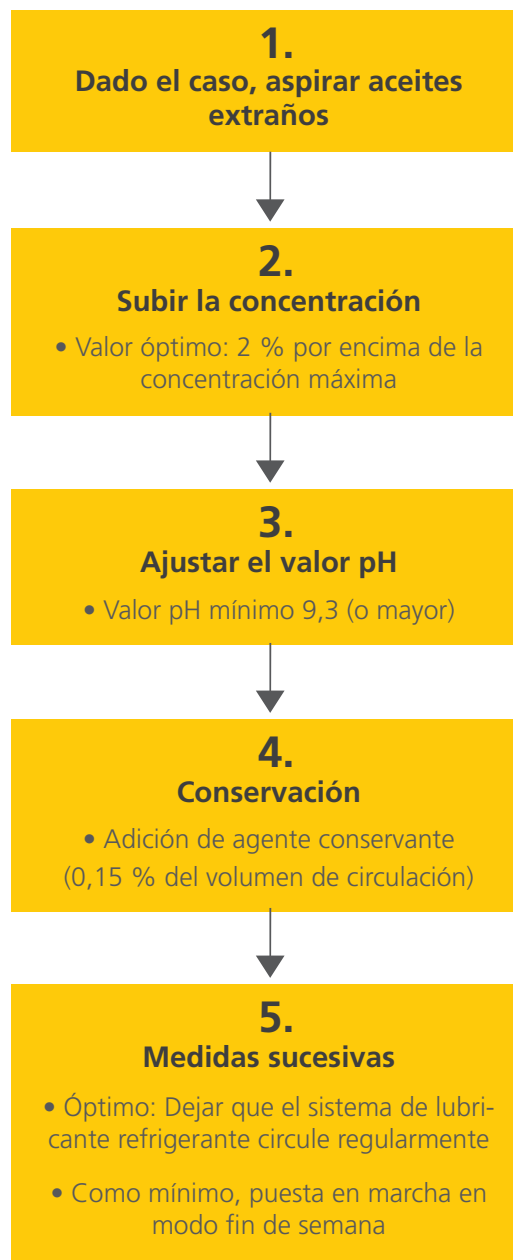 1.
Dado el caso, aspirar aceites
extraños
2.
Subir la concentración
• Valor óptimo: 2 % por encima de la
concentración máxima
3.
Ajustar el valor pH
• Valor pH mínimo 9,3 (o mayor)
4.
Conservación
• Adición de agente conservante
(0,15 % del volumen de circulación)
5.
Medidas sucesivas
• Óptimo: Dejar que el sistema de lubri-
cante refrigerante circule regularmente
• Como mínimo, puesta en marcha en
modo fin de semana